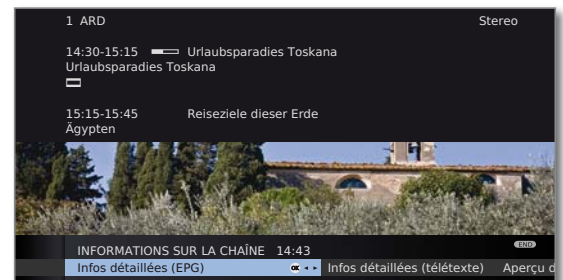 1 ARD Stereo
14:30-15:15 Urlaubsparadies Toskana
Urlaubsparadies Toskana
15:15-15:45 Reiseziele dieser Erde
Ägypten
INFORMATIONS SUR LA CHAÎNE 14:43 END
Infos détaillées (EPG) OK Infos détaillées (télétexte) Aperçu d